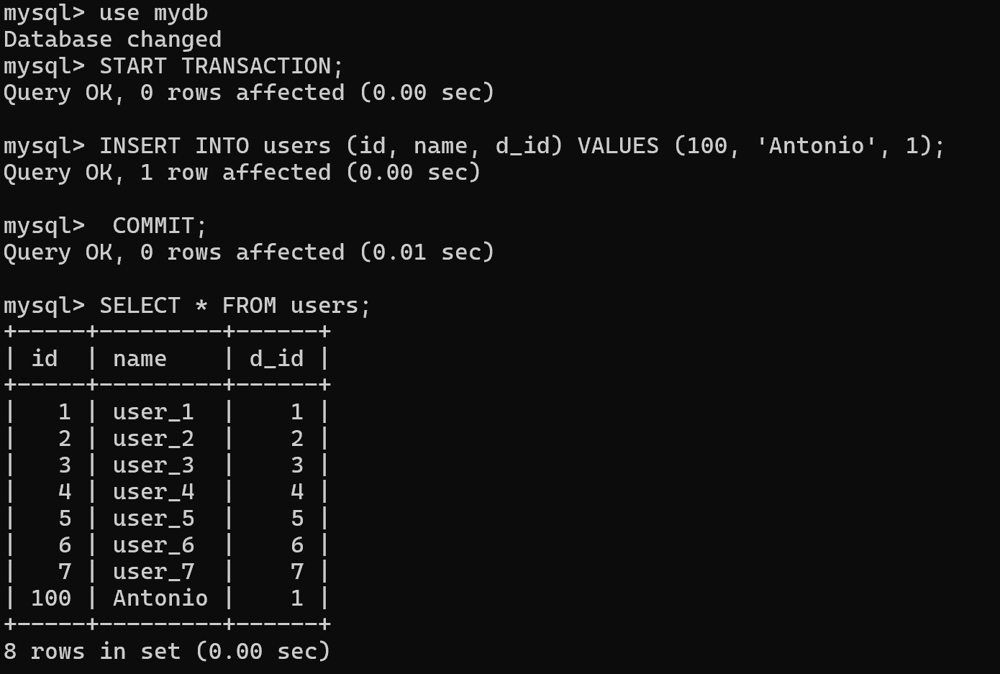 mysql> use mydb
Database changed
mysql> START TRANSACTION;
Query OK, 0 rows affected (0.00 sec)

mysql> INSERT INTO users (id, name, d_id) VALUES (100, 'Antonio', 1);
Query OK, 1 row affected (0.00 sec)

mysql>  COMMIT;
Query OK, 0 rows affected (0.01 sec)

mysql> SELECT * FROM users;
+-----+---------+------+
| id  | name    | d_id |
+-----+---------+------+
|   1 | user_1  |    1 |
|   2 | user_2  |    2 |
|   3 | user_3  |    3 |
|   4 | user_4  |    4 |
|   5 | user_5  |    5 |
|   6 | user_6  |    6 |
|   7 | user_7  |    7 |
| 100 | Antonio |    1 |
+-----+---------+------+
8 rows in set (0.00 sec)